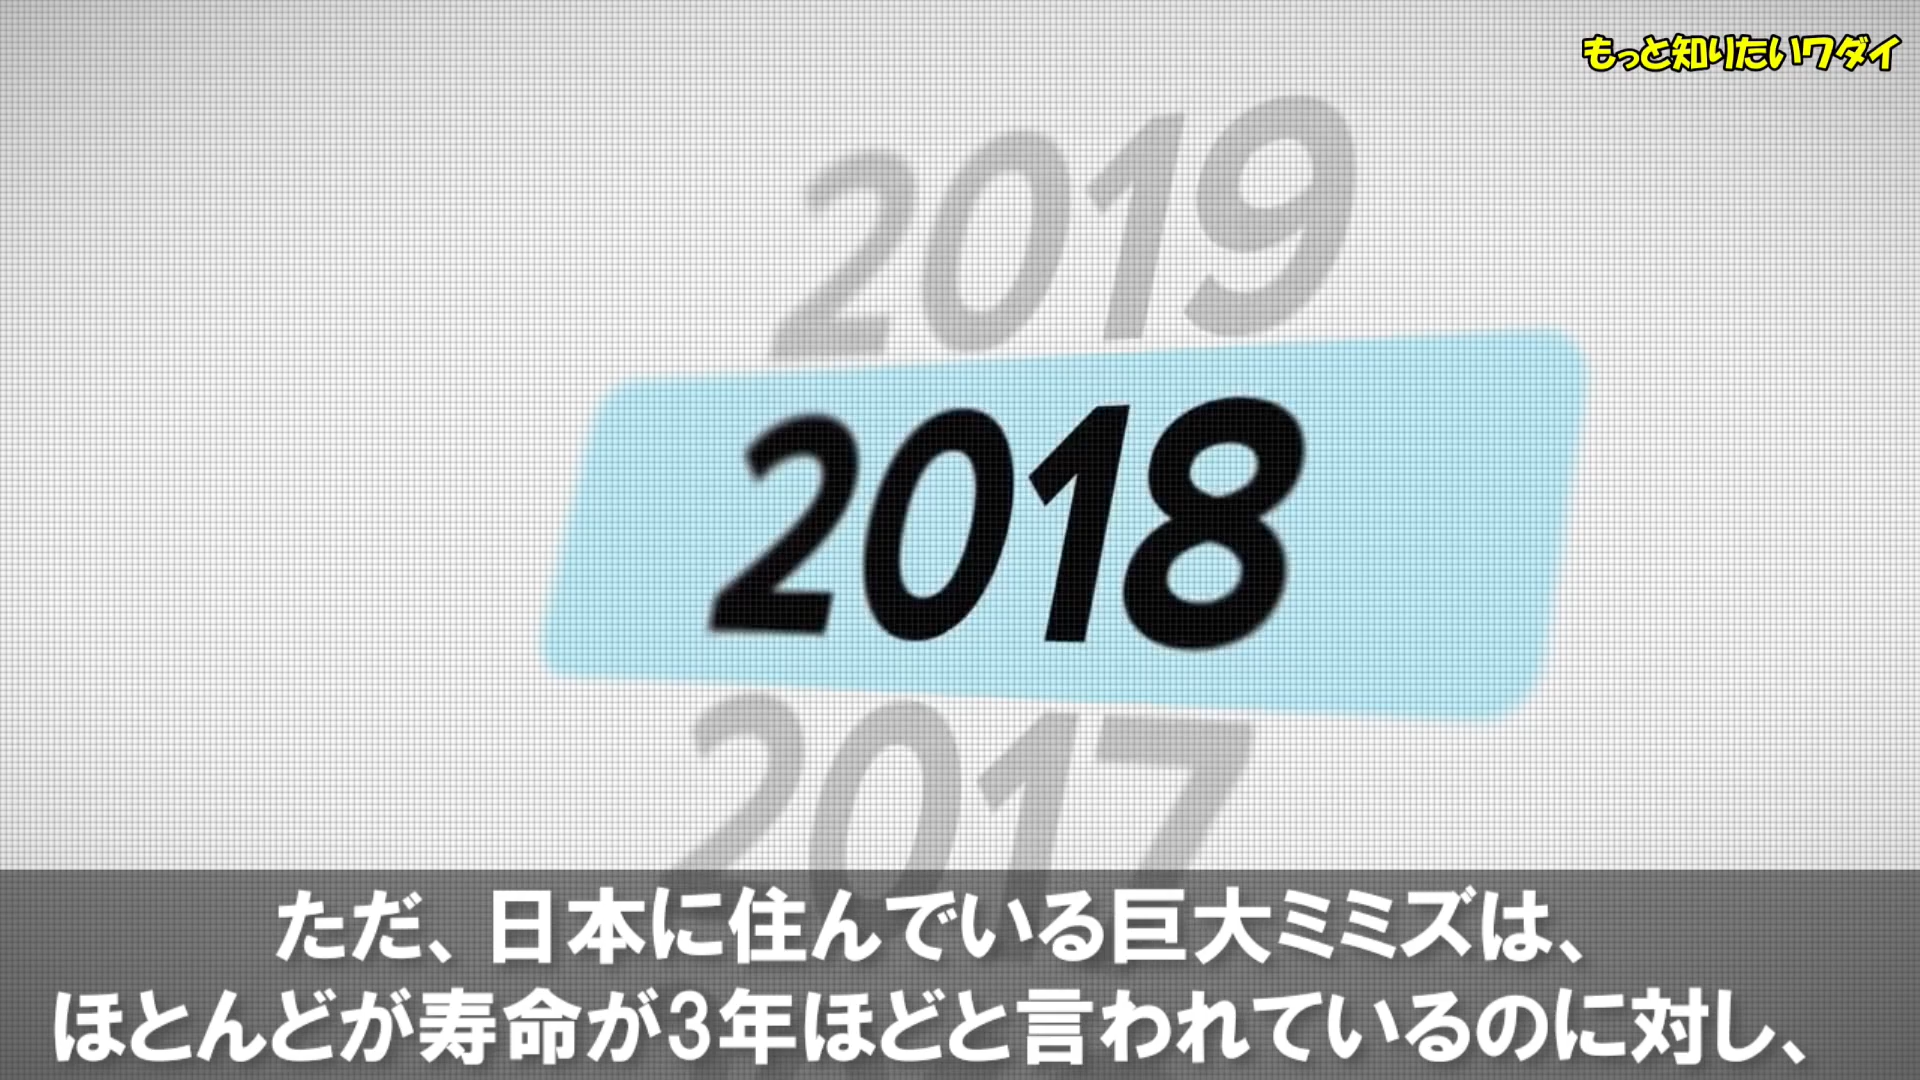 もっと知りたいワダイ
2019
2018
2017
ただ、日本に住んでいる巨大ミミズは、
ほとんどが寿命が3年ほどと言われているのに対し、